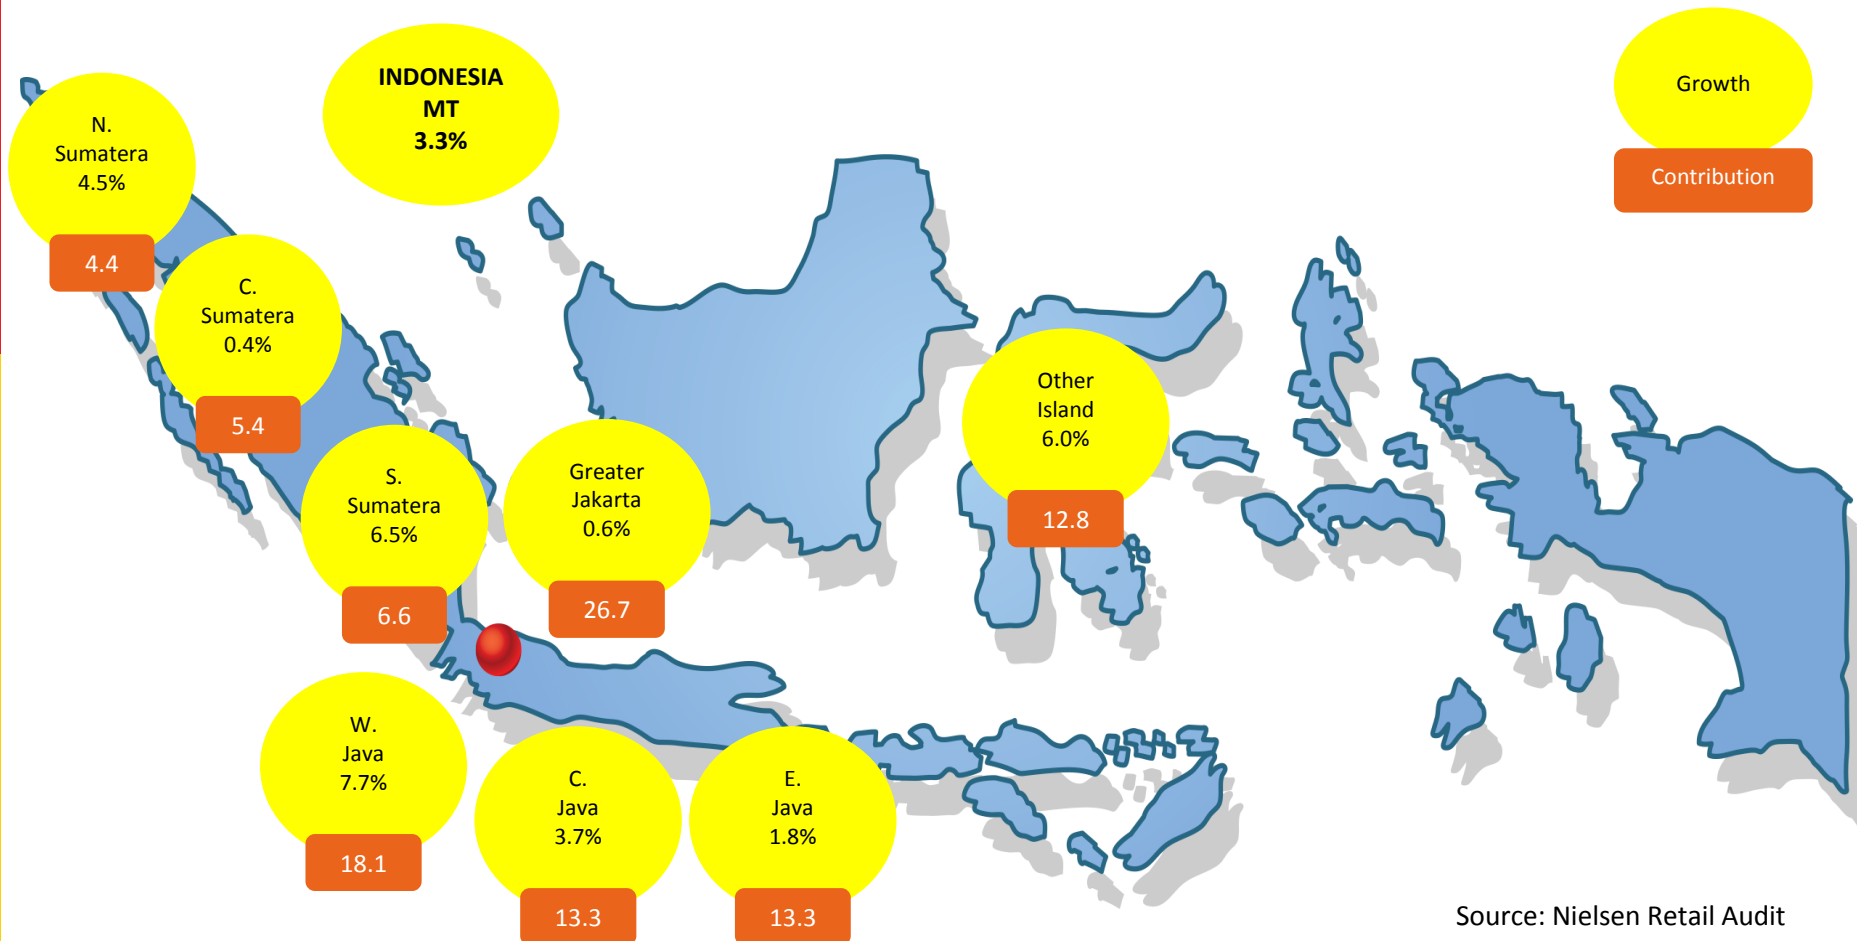 INDONESIA
MT
3.3%
Growth
Contribution
N.
Sumatera
4.5%
4.4
C.
Sumatera
0.4%
5.4
S.
Sumatera
6.5%
6.6
Greater
Jakarta
0.6%
26.7
Other
Island
6.0%
12.8
W.
Java
7.7%
18.1
C.
Java
3.7%
13.3
E.
Java
1.8%
13.3
Source: Nielsen Retail Audit